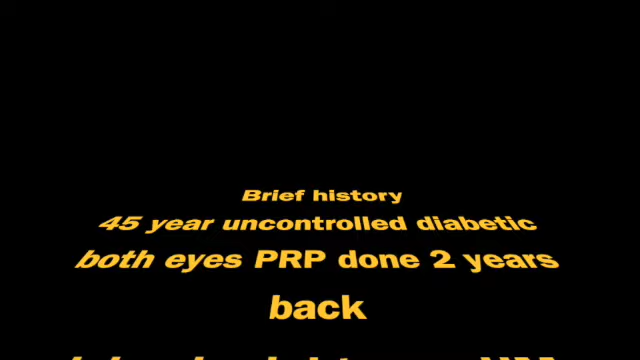 Brief history
45 year uncontrolled diabetic
both eyes PRP done 2 years
back